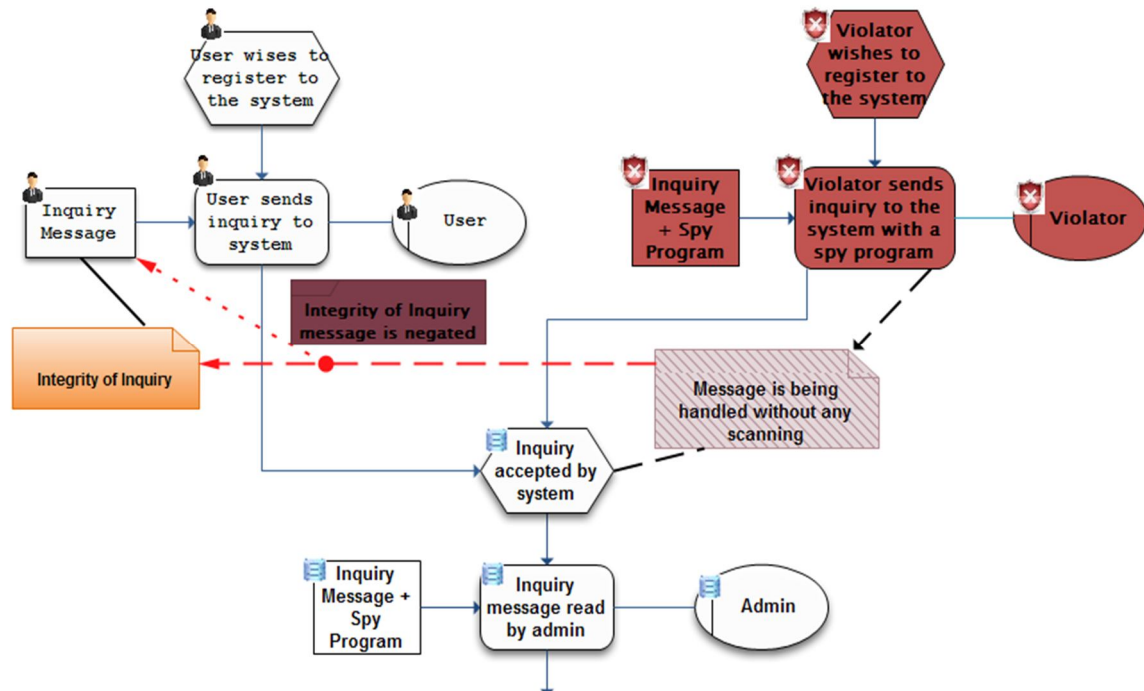 User wises to
register to
the system
Violator
wishes to
register to
the system
Inquiry
Message
User sends
inquiry to
system
User
Inquiry
Message
+ Spy
Program
Violator sends
inquiry to the
system with a
spy program
Violator
Integrity of Inquiry
message is negated
Integrity of Inquiry
Message is being
handled without any
scanning
Inquiry
accepted by
system
Inquiry
Message +
Spy
Program
Inquiry
message read
by admin
Admin